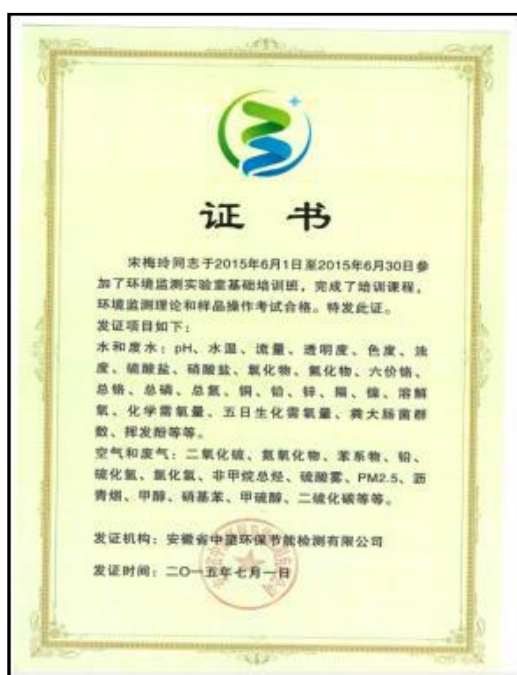 证 书
宋梅玲同志于2015年6月1日至2015年6月30日参
加了环境监测实验室基础培训班，完成了培训课程，
环境监测理论和样品操作考试合格。特发此证。
发证项目如下：
水和废水：pH、水温、流量、透明度、色度、浊
度、硫酸盐、硝酸盐、氯化物、氟化物、六价铬、
总铬、总磷、总氮、铜、铅、锌、镉、镍、溶解
氧、化学需氧量、五日生化需氧量、粪大肠菌群
数、挥发酚等等。
空气和废气：二氧化硫、氮氧化物、苯系物、铅、
硫化氢、氯化氢、非甲烷总烃、硫酸雾、PM2.5、沥
青烟、甲醇、硝基苯、甲硫醇、二硫化碳等等。
发证机构：安徽省中望环保节能检测有限公司
发证时间：二〇一五年七月一日